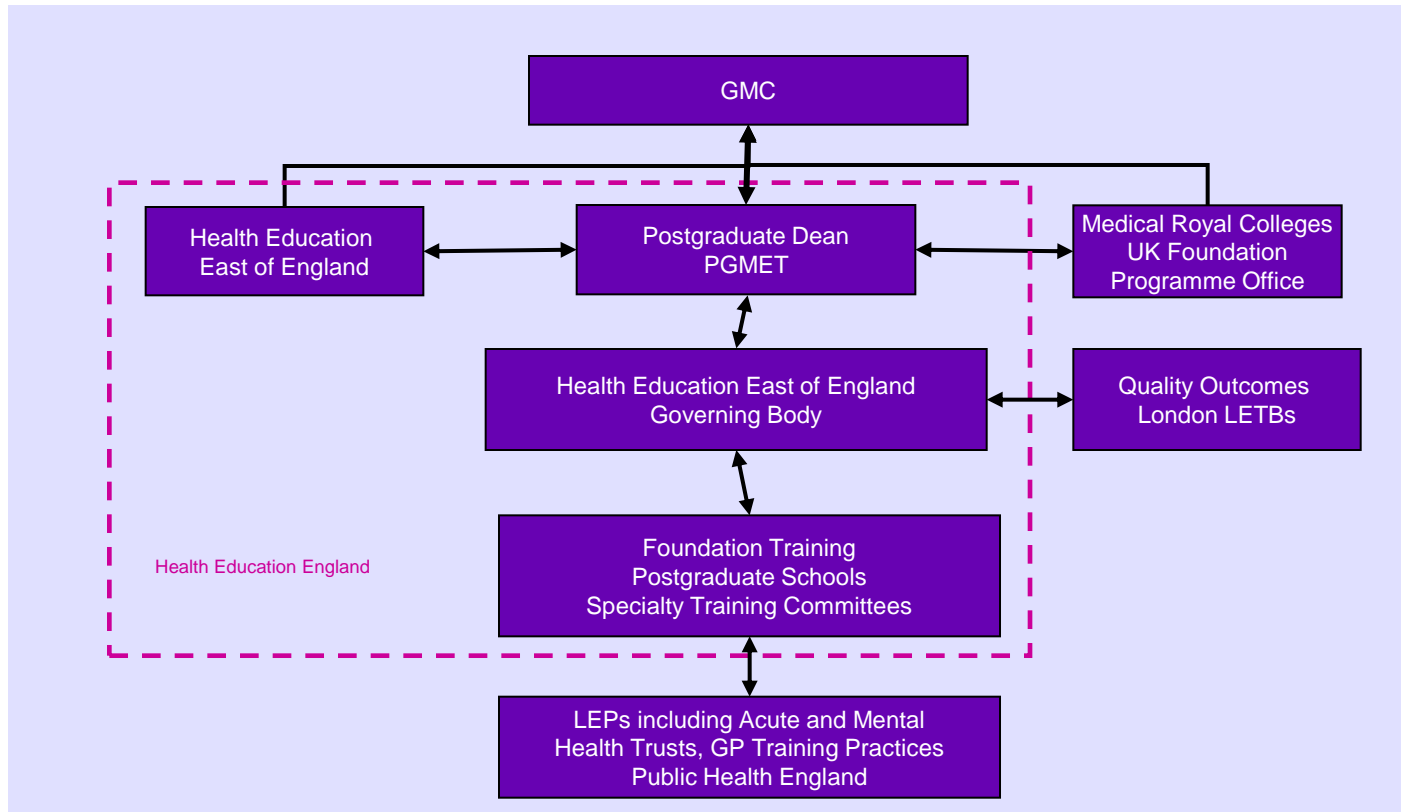 GMC
Health Education
East of England
Postgraduate Dean
PGMET
Medical Royal Colleges
UK Foundation
Programme Office
Health Education East of England
Governing Body
Quality Outcomes
London LETBs
Foundation Training
Postgraduate Schools
Specialty Training Committees
Health Education England
LEPs including Acute and Mental
Health Trusts, GP Training Practices
Public Health England